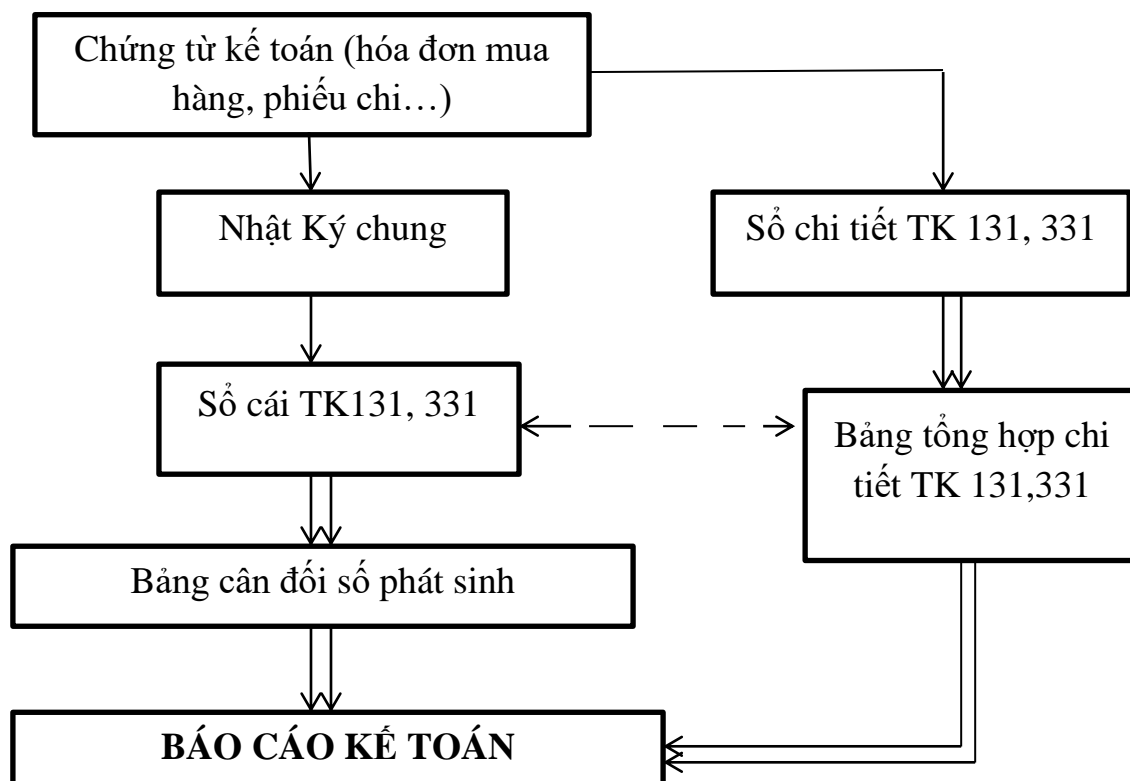 Chứng từ kế toán (hóa đơn mua
hàng, phiếu chi…)
Nhật Ký chung
Sổ chi tiết TK 131, 331
Sổ cái TK131, 331
Bảng tổng hợp chi
tiết TK 131,331
Bảng cân đối số phát sinh
BÁO CÁO KẾ TOÁN